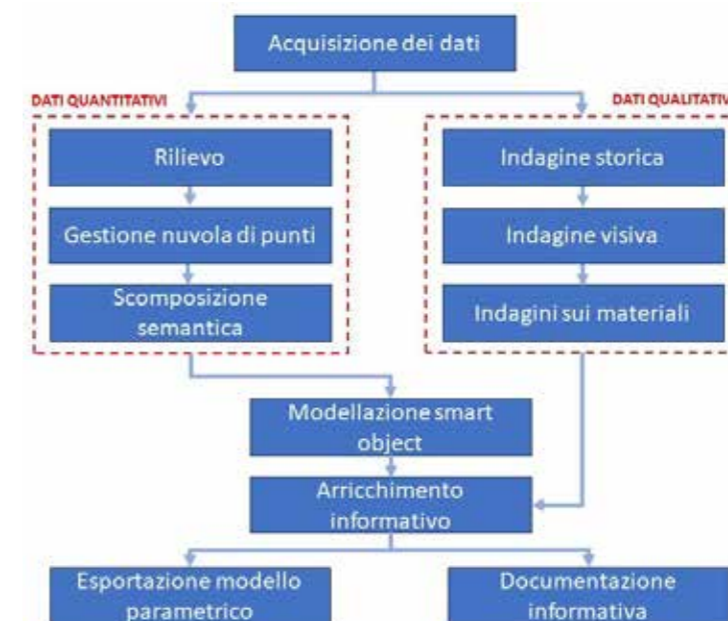 Acquisizione dei dati
DATI QUANTITATIVI
DATI QUALITATIV
Rilievo
Indagine storica
Gestione nuvola di punti
Indagine visiva
Scomposizione
semantica
Indagini sui materiali
Modellazione smart
object
Arricchimento
informativo
Esportazione modello
parametrico
Documentazione
informativa